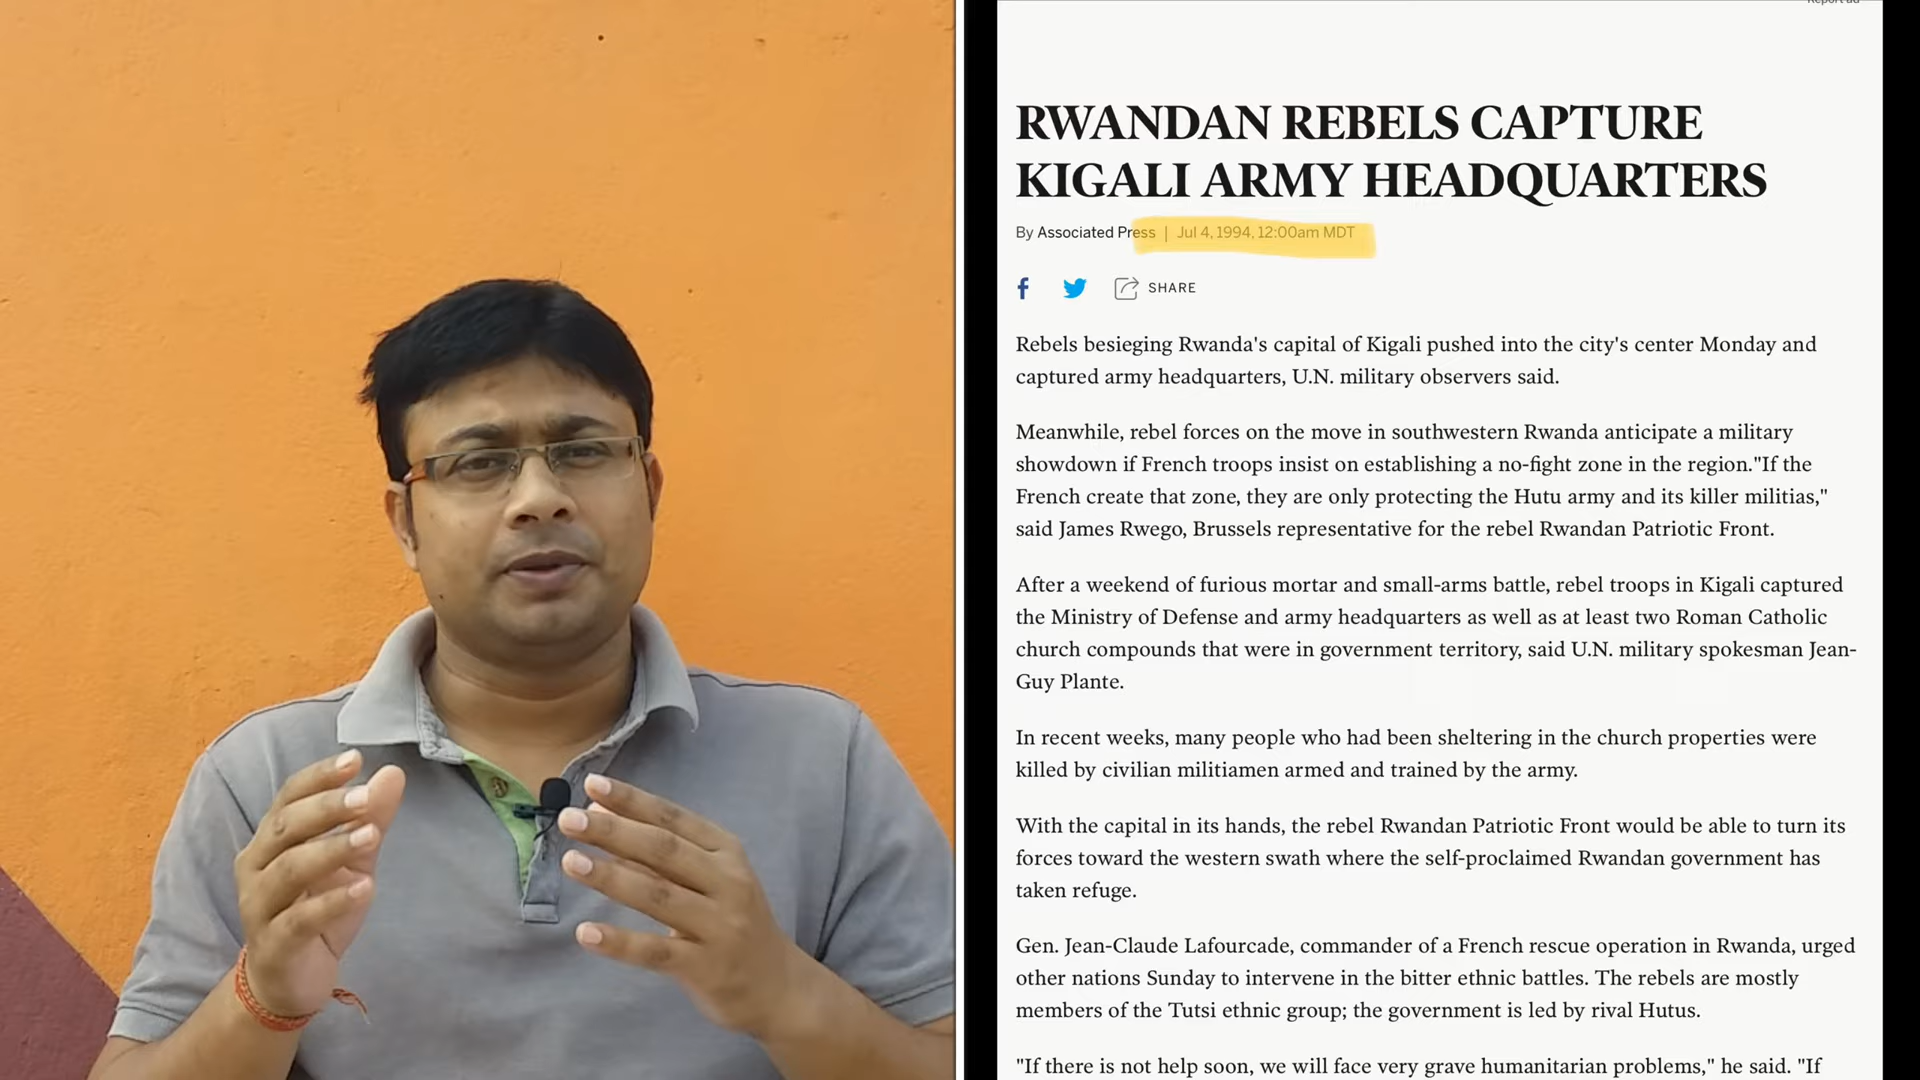 Report ad
RWANDAN REBELS CAPTURE
KIGALI ARMY HEADQUARTERS
By Associated Press | Jul 4, 1994, 12:00am MDT
SHARE
Rebels besieging Rwanda's capital of Kigali pushed into the city's center Monday and
captured army headquarters, U.N. military observers said.
Meanwhile, rebel forces on the move in southwestern Rwanda anticipate a military
showdown if French troops insist on establishing a no-fight zone in the region."If the
French create that zone, they are only protecting the Hutu army and its killer militias,"
said James Rwego, Brussels representative for the rebel Rwandan Patriotic Front.
After a weekend of furious mortar and small-arms battle, rebel troops in Kigali captured
the Ministry of Defense and army headquarters as well as at least two Roman Catholic
church compounds that were in government territory, said U.N. military spokesman Jean-
Guy Plante.
In recent weeks, many people who had been sheltering in the church properties were
killed by civilian militiamen armed and trained by the army.
With the capital in its hands, the rebel Rwandan Patriotic Front would be able to turn its
forces toward the western swath where the self-proclaimed Rwandan government has
taken refuge.
Gen. Jean-Claude Lafourcade, commander of a French rescue operation in Rwanda, urged
other nations Sunday to intervene in the bitter ethnic battles. The rebels are mostly
members of the Tutsi ethnic group; the government is led by rival Hutus.
"If there is not help soon, we will face very grave humanitarian problems," he said. "If